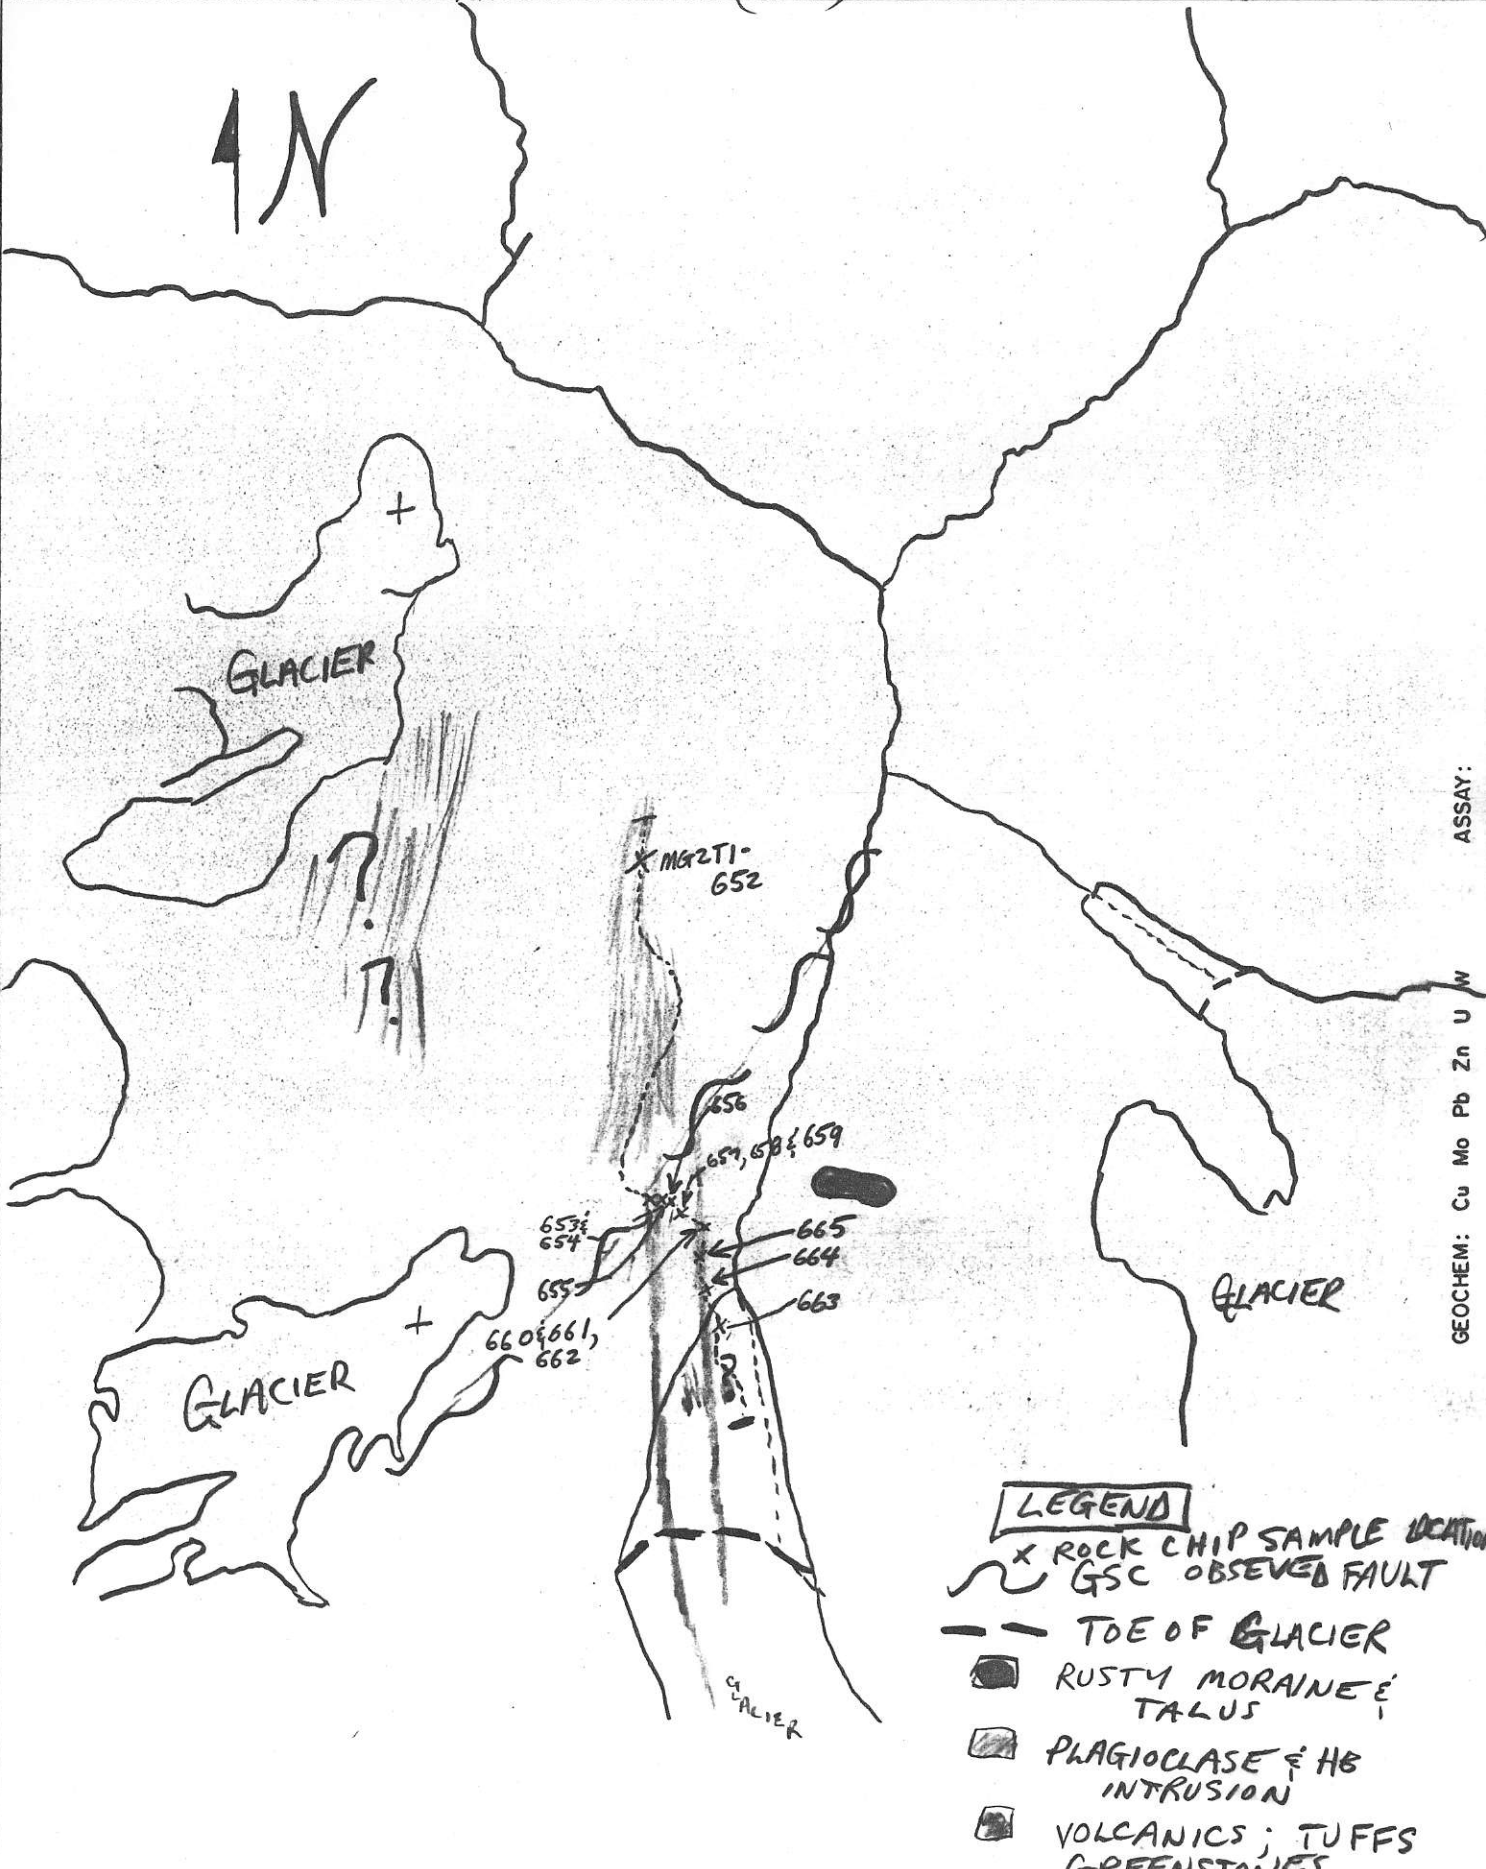 N
GLACIER
?
?
MG2T1-
652
656
657, 658 & 659
653 &
654
655
660 & 661,
662
665
664
663
?
GLACIER
GLACIER
GLACIER
GEOCHEM: Cu Mo Pb Zn U W ASSAY:
LEGEND
x ROCK CHIP SAMPLE LOCATION
GSC OBSEVED FAULT
TOE OF GLACIER
RUSTY MORAINE &
TALUS
PLAGIOCLASE & HB
INTRUSION
VOLCANICS; TUFFS
GREENSTONES